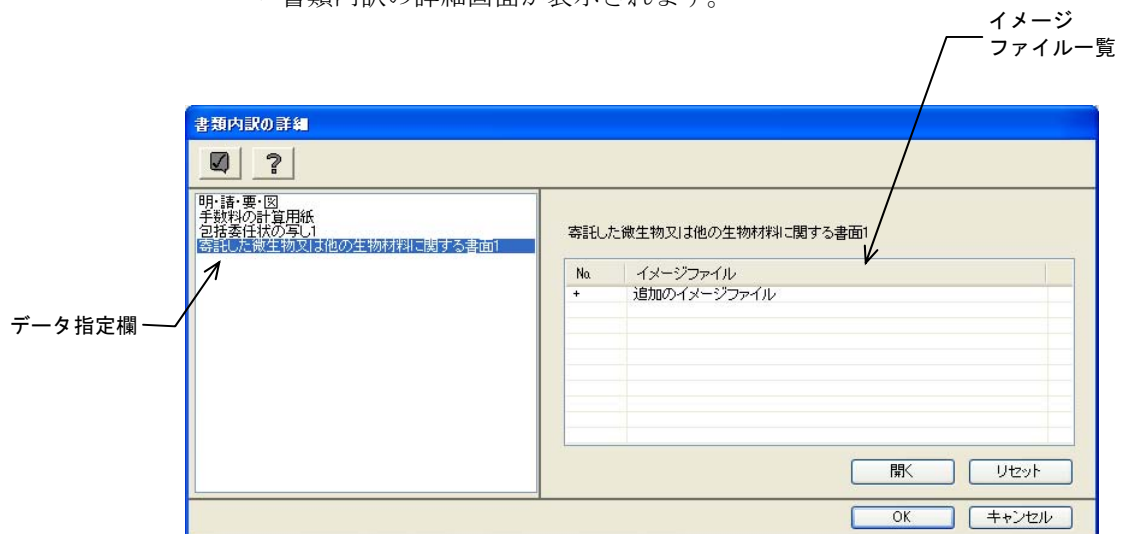 書類内訳の詳細画面が表示されます。
イメージ
ファイル一覧
書類内訳の詳細
?
明・請・要・図
手数料の計算用紙
包括委任状の写し1
寄託した微生物又は他の生物材料に関する書面1
データ指定欄
寄託した微生物又は他の生物材料に関する書面1
No. イメージファイル
+ 追加のイメージファイル
開く リセット
OK キャンセル